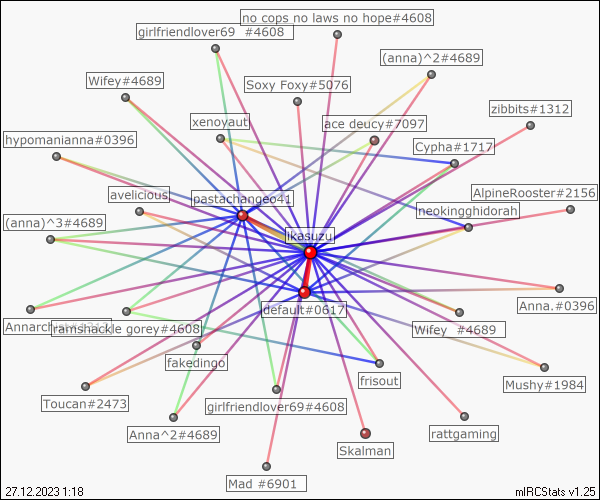 no cops no laws no hope#4608
girlfriendlover69 #4608
(anna)^2#4689
Wifey#4689
Soxy Foxy#5076
zibbits#1312
xenoyauti
ace deucy#7097
hypomanianna#0396
Cypha#1717
avelicious
pastachangeo41
AlpineRooster#2156
(anna)^3#4689
neokingghidorah
ikasuzu
Anna.#0396
default#0617
ramshackle gorey#4608
Wifey #4689
fakedingo
frisout
Mushy#1984
Toucan#2473
girlfriendlover69#4608
Anna^2#4689
rattgaming
Skalman
Mad #6901
27.12.2023 1:18
mIRCStats v1.25